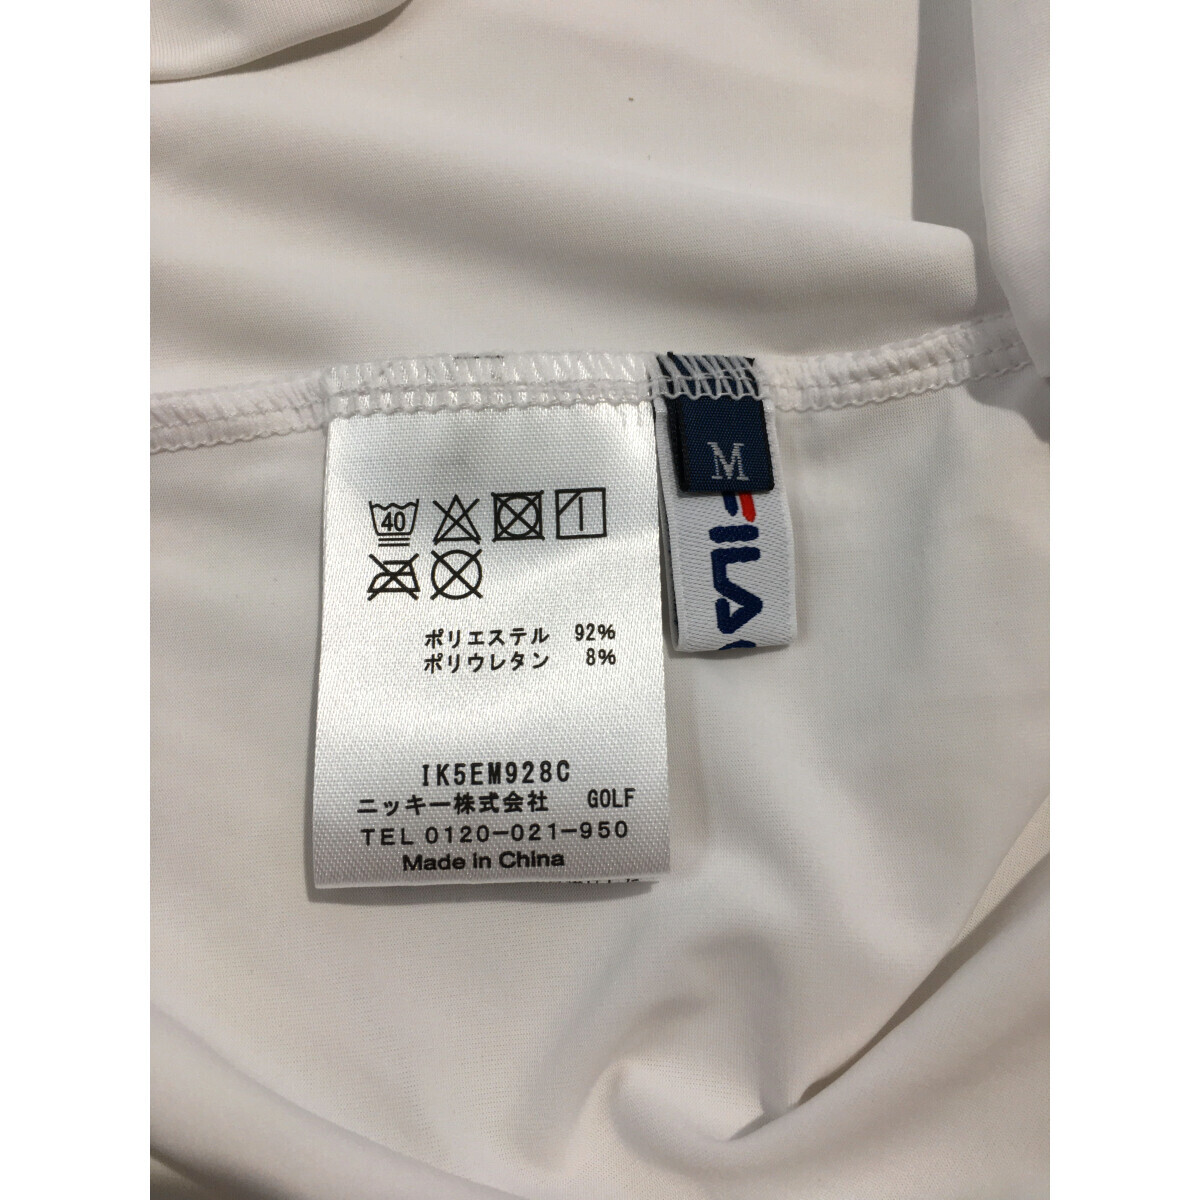 M
FILA
40
ポリエステル 92%
ポリウレタン 8%
IK5EM928C
ニッキー株式会社 GOLF
TEL 0120-021-950
Made in China